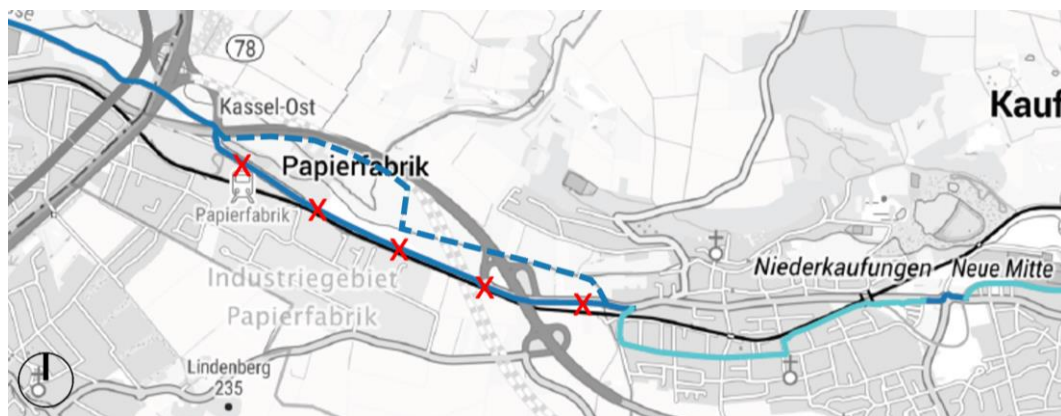 78
Kassel-Ost
Kauf
Papierfabrik
Papierfabrik
Industriegebiet
Papierfabrik
Niederkaufungen
Neue Mitte
Lindenberg
235